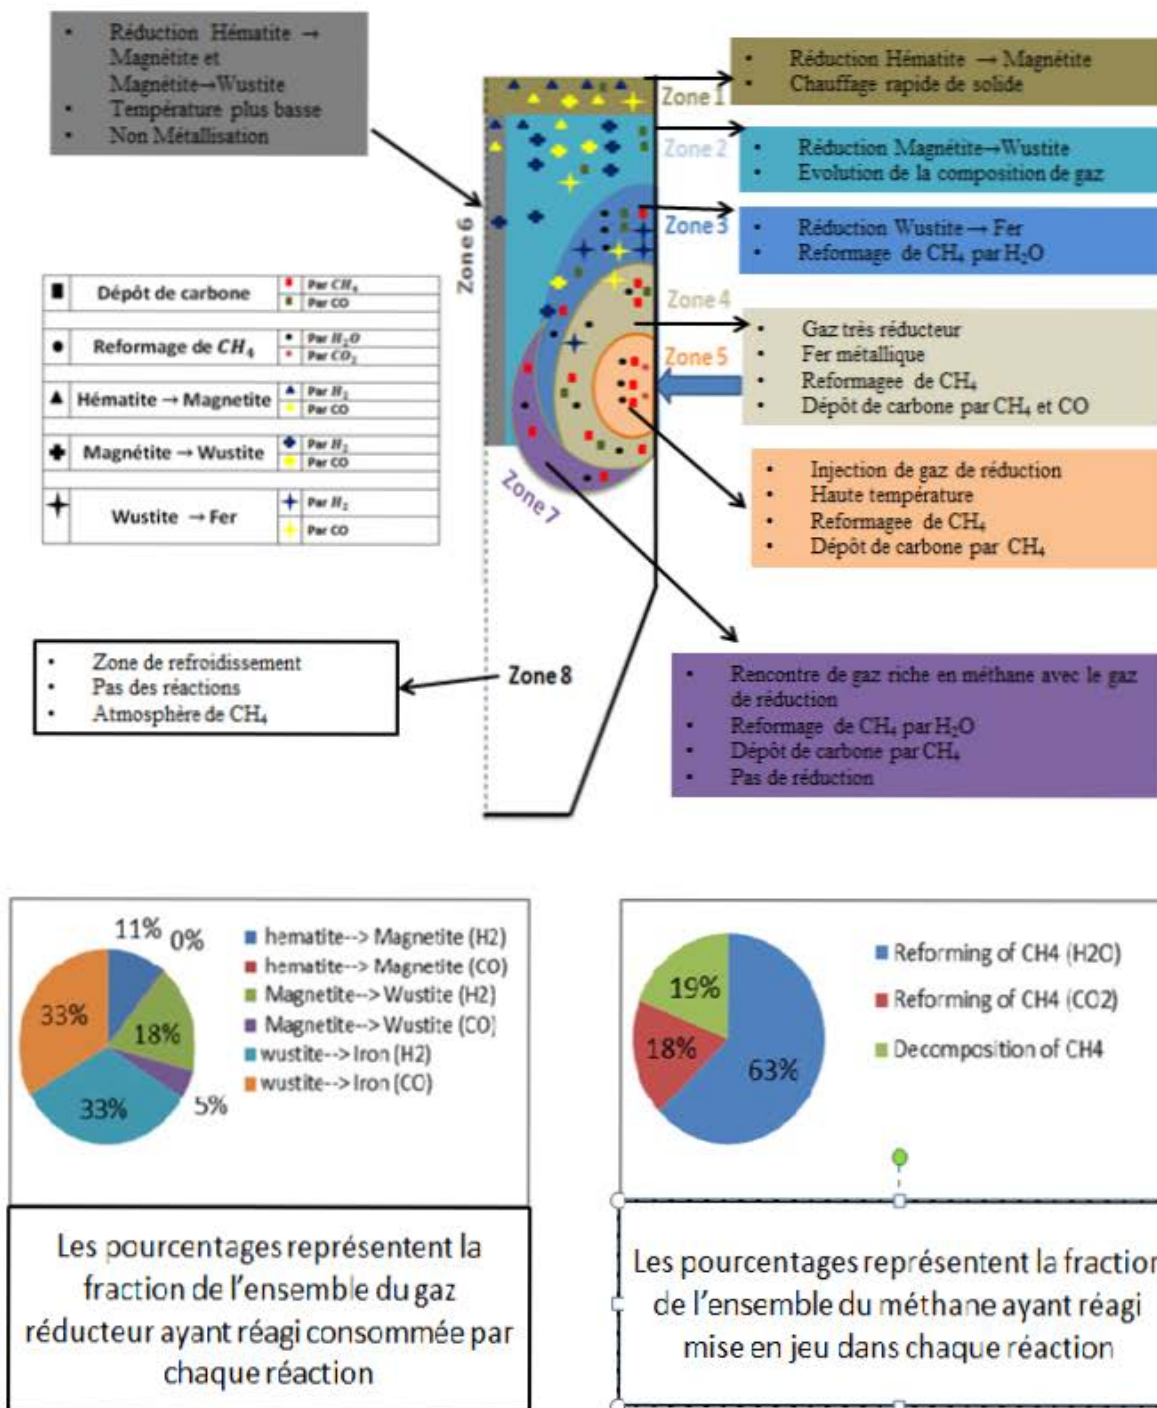 • Réduction Hématite →
Magnétite et
Magnétite→Wustite
• Température plus basse
• Non Métallisation
• Réduction Hématite → Magnétite
• Chauffage rapide de solide
Zone 1
Zone 2
• Réduction Magnétite→Wustite
• Evolution de la composition de gaz
Zone 3
• Réduction Wustite → Fer
• Reformage de CH₄ par H₂O
Zone 6
Zone 4
• Gaz très réducteur
• Fer métallique
• Reformagee de CH₄
• Dépôt de carbone par CH₄ et CO
Zone 5
Dépôt de carbone
Par CH₄
Par CO
Reformage de CH₄
Par H₂O
Par CO₂
Hématite → Magnetite
Par H₂
Par CO
Magnétite → Wustite
Par H₂
Par CO
Wustite → Fer
Par H₂
Par CO
• Injection de gaz de réduction
• Haute température
• Reformagee de CH₄
• Dépôt de carbone par CH₄
Zone 7
• Zone de refroidissement
• Pas des réactions
• Atmosphère de CH₄
Zone 8
• Rencontre de gaz riche en méthane avec le gaz
de réduction
• Reformage de CH₄ par H₂O
• Dépôt de carbone par CH₄
• Pas de réduction
11% 0%
33%
18%
33%
5%
hematite--> Magnetite (H2)
hematite--> Magnetite (CO)
Magnetite--> Wustite (H2)
Magnetite--> Wustite (CO)
wustite--> Iron (H2)
wustite--> Iron (CO)
19%
18%
63%
Reforming of CH4 (H2O)
Reforming of CH4 (CO2)
Decomposition of CH4
Les pourcentages représentent la
fraction de l'ensemble du gaz
réducteur ayant réagi consommée par
chaque réaction
Les pourcentages représentent la fraction
de l'ensemble du méthane ayant réagi
mise en jeu dans chaque réaction